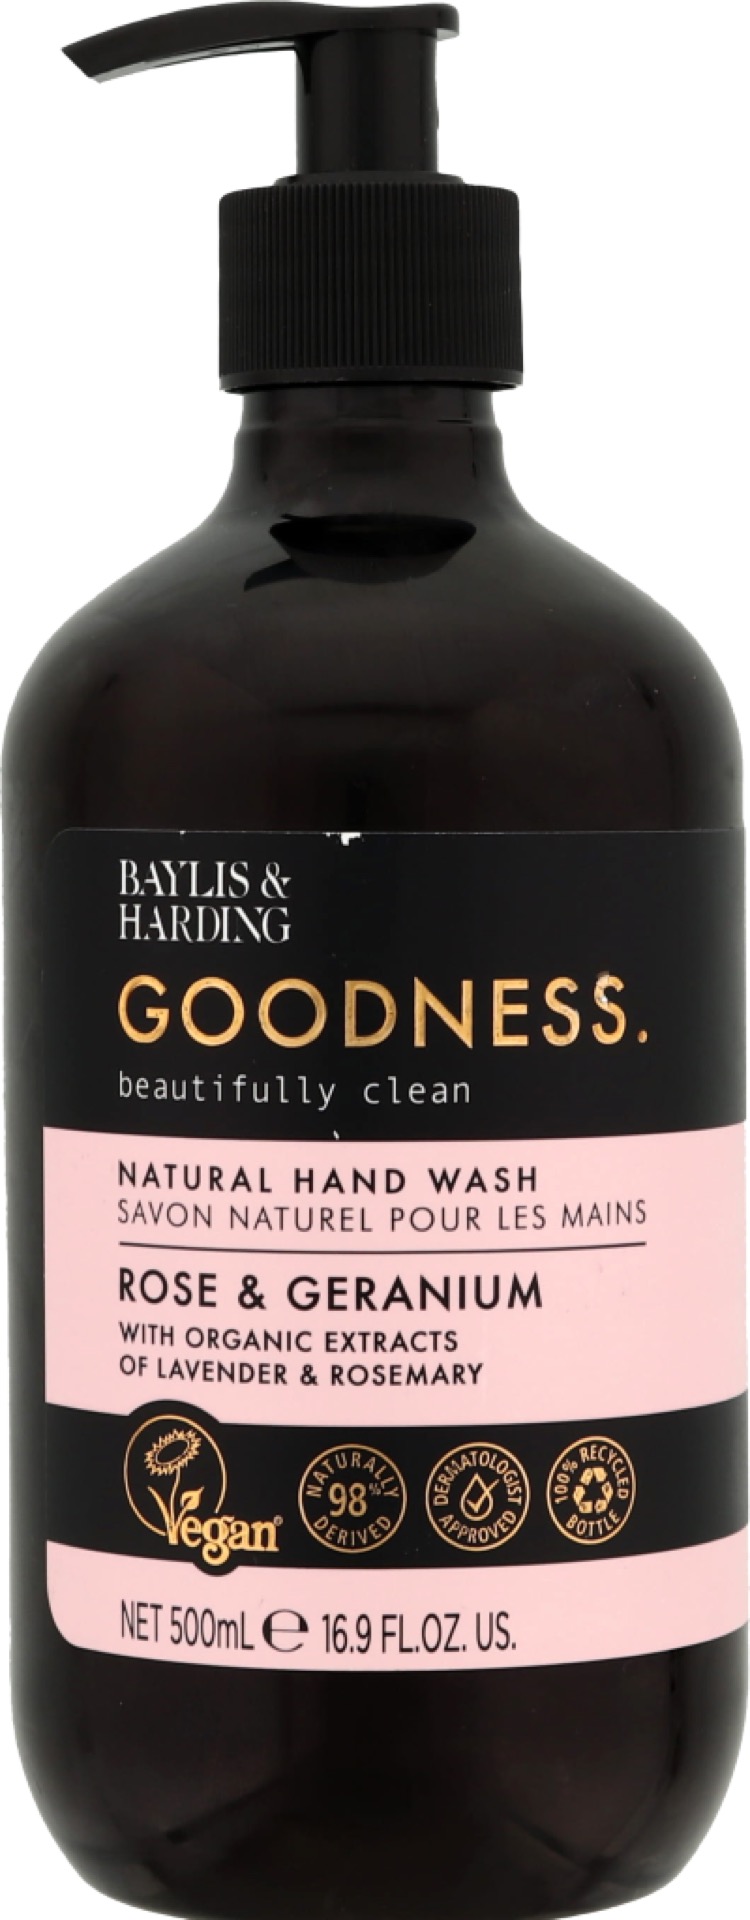 BAYLIS &
HARDING
GOODNESS.
beautifully clean
NATURAL HAND WASH
SAVON NATUREL POUR LES MAINS
ROSE & GERANIUM
WITH ORGANIC EXTRACTS
OF LAVENDER & ROSEMARY
Vegan®
NATURALLY
98%
DERIVED
DERMATOLOGIST
APPROVED
100% RECYCLED
BOTTLE
NET 500mL ℮ 16.9 FL.OZ. US.